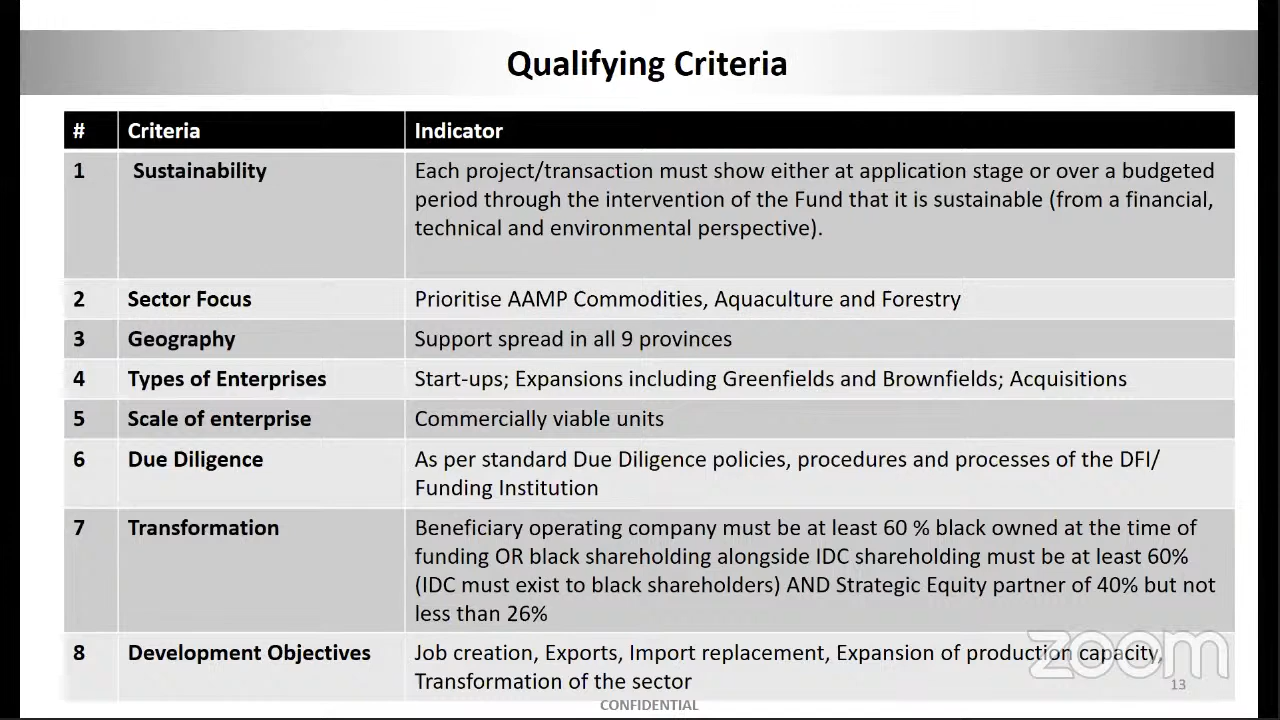 Qualifying Criteria
# Criteria Indicator
1 Sustainability Each project/transaction must show either at application stage or over a budgeted
period through the intervention of the Fund that it is sustainable (from a financial,
technical and environmental perspective).
2 Sector Focus Prioritise AAMP Commodities, Aquaculture and Forestry
3 Geography Support spread in all 9 provinces
4 Types of Enterprises Start-ups; Expansions including Greenfields and Brownfields; Acquisitions
5 Scale of enterprise Commercially viable units
6 Due Diligence As per standard Due Diligence policies, procedures and processes of the DFI/
Funding Institution
7 Transformation Beneficiary operating company must be at least 60 % black owned at the time of
funding OR black shareholding alongside IDC shareholding must be at least 60%
(IDC must exist to black shareholders) AND Strategic Equity partner of 40% but not
less than 26%
8 Development Objectives Job creation, Exports, Import replacement, Expansion of production capacity,
Transformation of the sector
zoom
13
CONFIDENTIAL